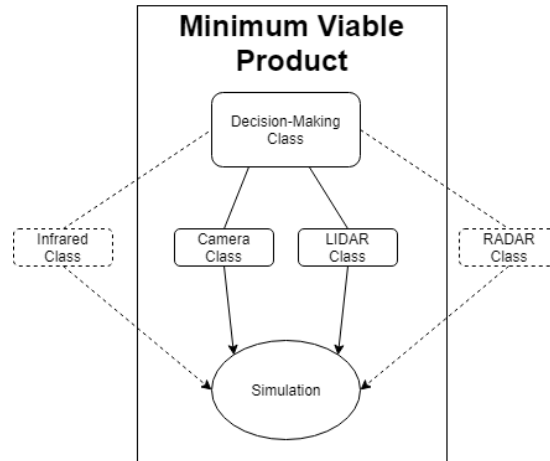 Minimum Viable
Product
Decision-Making
Class
Infrared
Class
Camera
Class
LIDAR
Class
RADAR
Class
Simulation